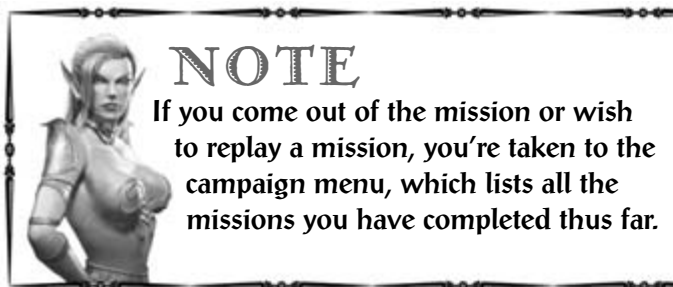 NOTE
If you come out of the mission or wish
to replay a mission, you're taken to the
campaign menu, which lists all the
missions you have completed thus far.